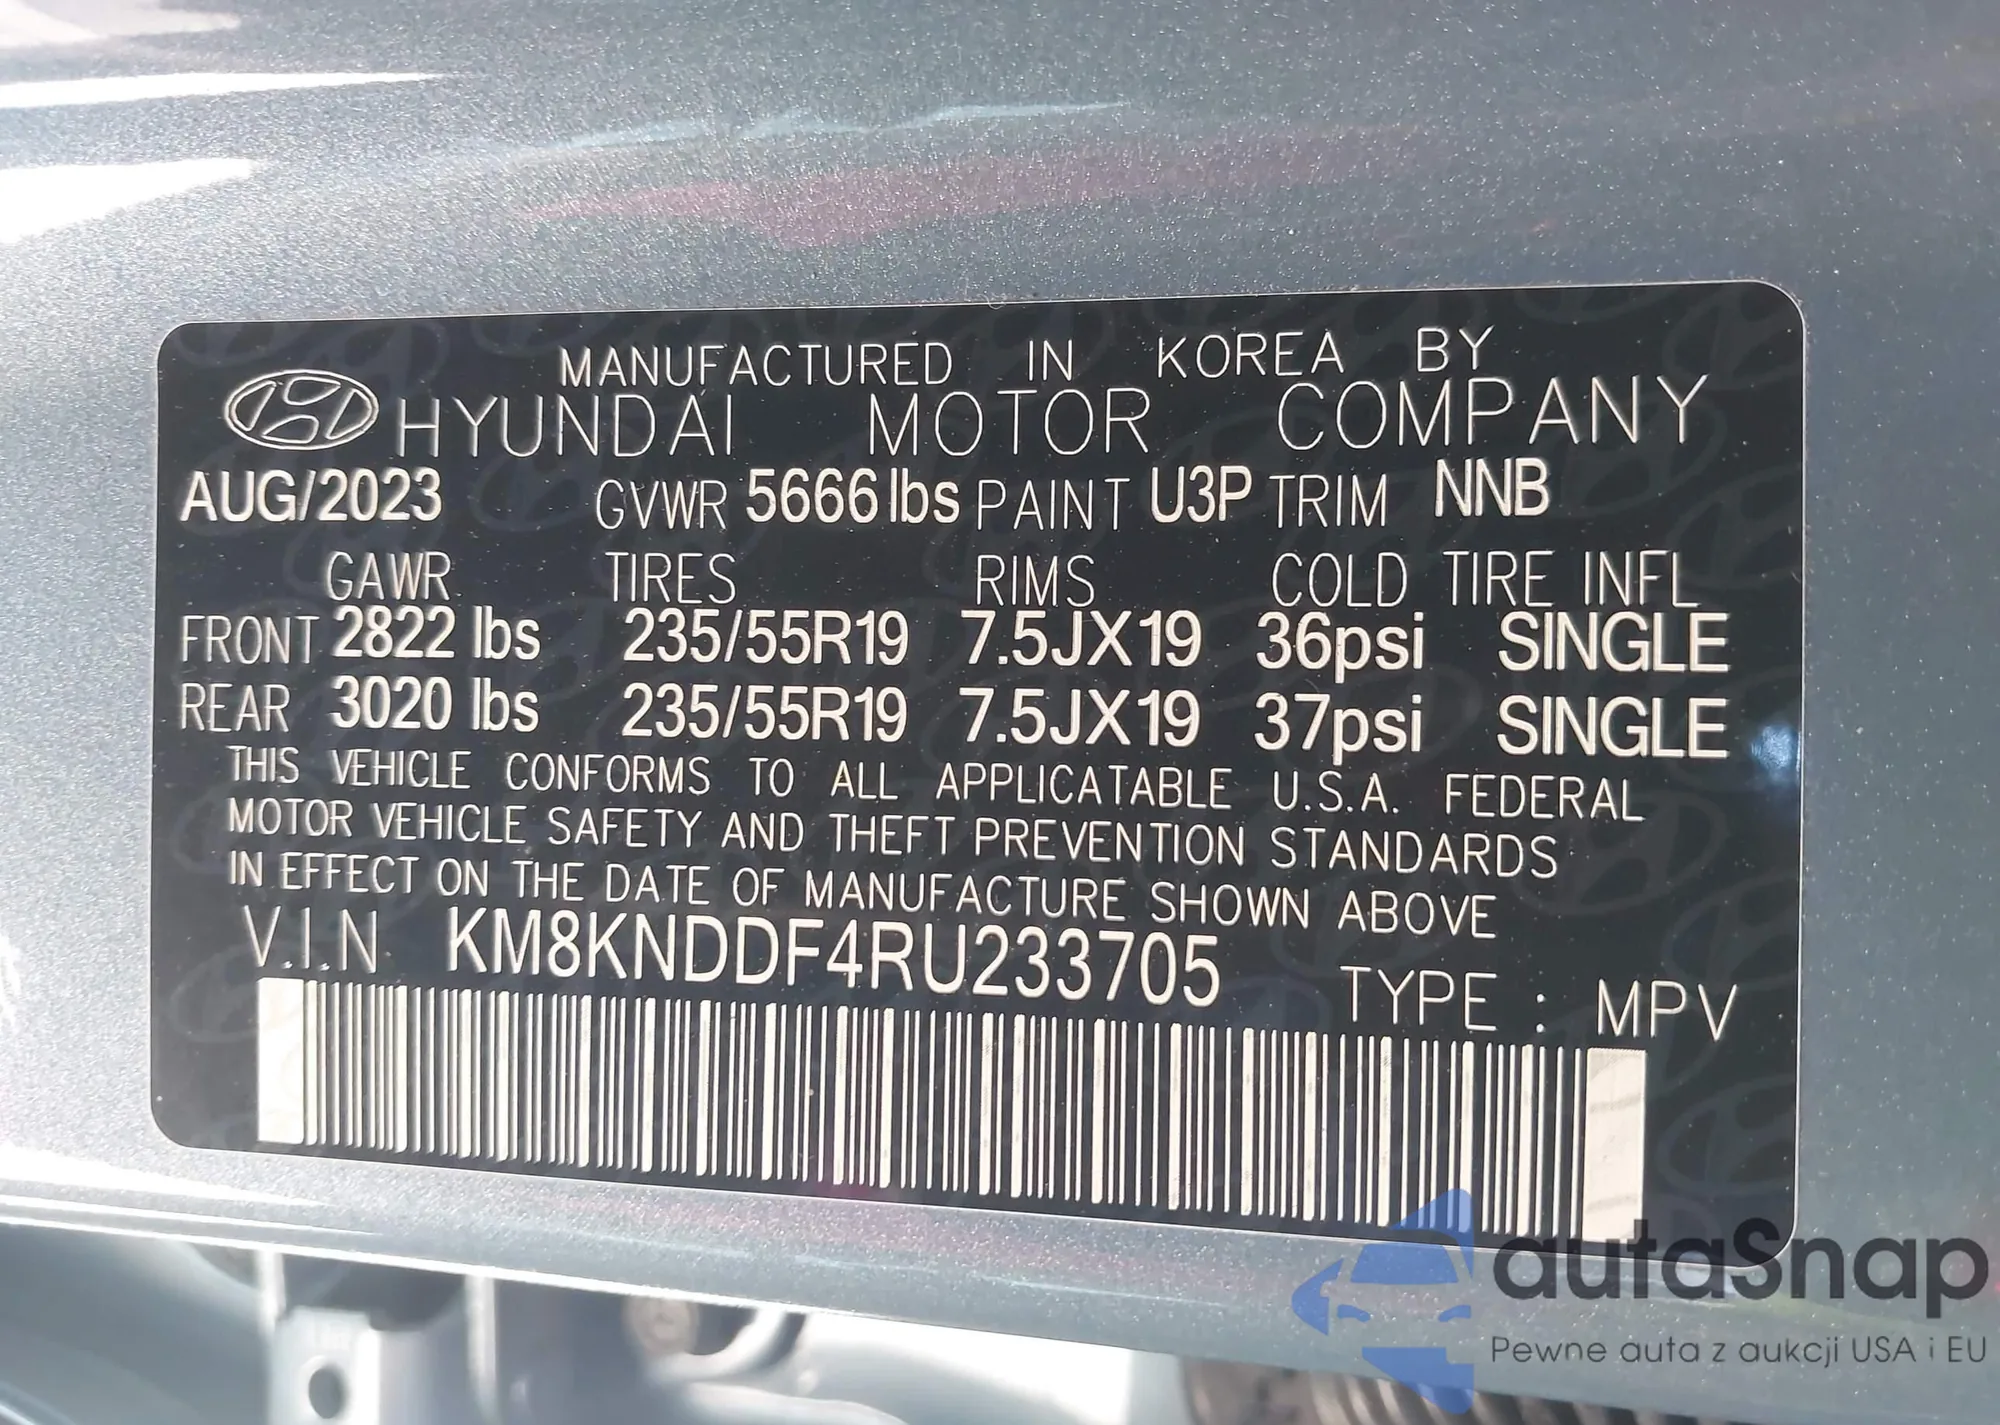 MANUFACTURED IN KOREA BY
HYUNDAI MOTOR COMPANY
AUG/2023 GVWR 5666 lbs PAINT U3P TRIM NNB
GAWR TIRES RIMS COLD TIRE INFL
FRONT 2822 lbs 235/55R19 7.5JX19 36psi SINGLE
REAR 3020 lbs 235/55R19 7.5JX19 37psi SINGLE
THIS VEHICLE CONFORMS TO ALL APPLICATABLE U.S.A. FEDERAL
MOTOR VEHICLE SAFETY AND THEFT PREVENTION STANDARDS
IN EFFECT ON THE DATE OF MANUFACTURE SHOWN ABOVE
V.I.N KM8KNDDF4RU233705 TYPE : MPV
autaSnap
Pewne auta z aukcji USA i EU